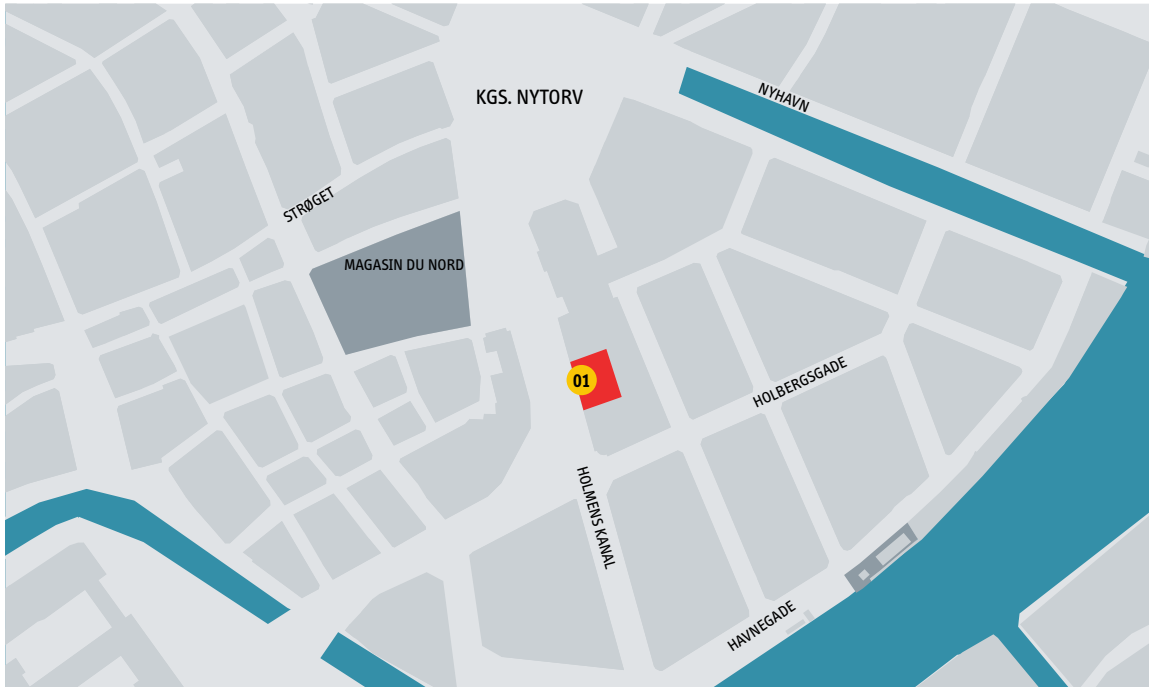 KGS. NYTORV
NYHAVN
STRØGET
MAGASIN DU NORD
01
HOLBERGSGADE
HOLMENS KANAL
HAVNEGADE